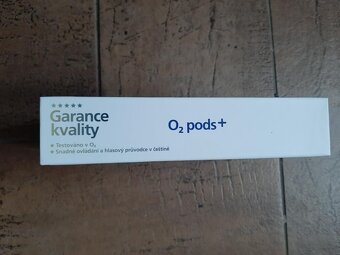 Garance
kvality
Testováno v O₂
Snadné ovládání a hlasový průvodce v češtině
O₂ pods+